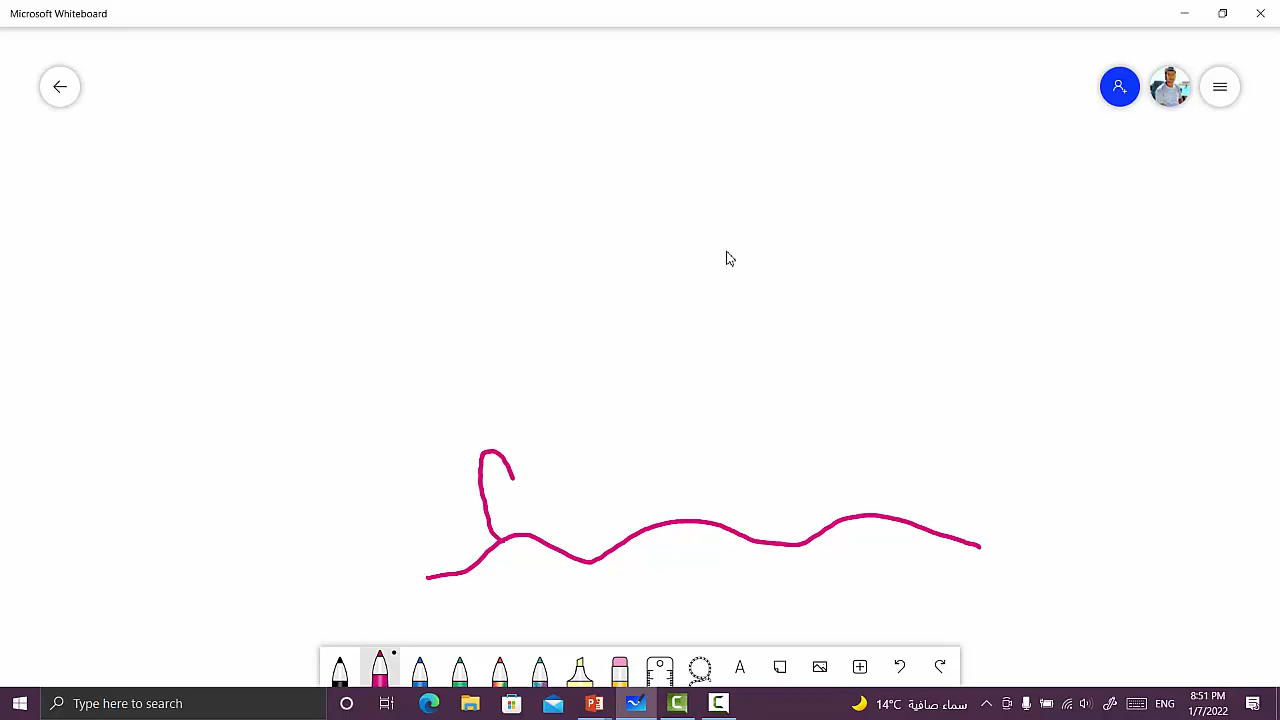 Microsoft Whiteboard
A
Type here to search
14°C سماء صافية
ENG
8:51 PM
1/7/2022